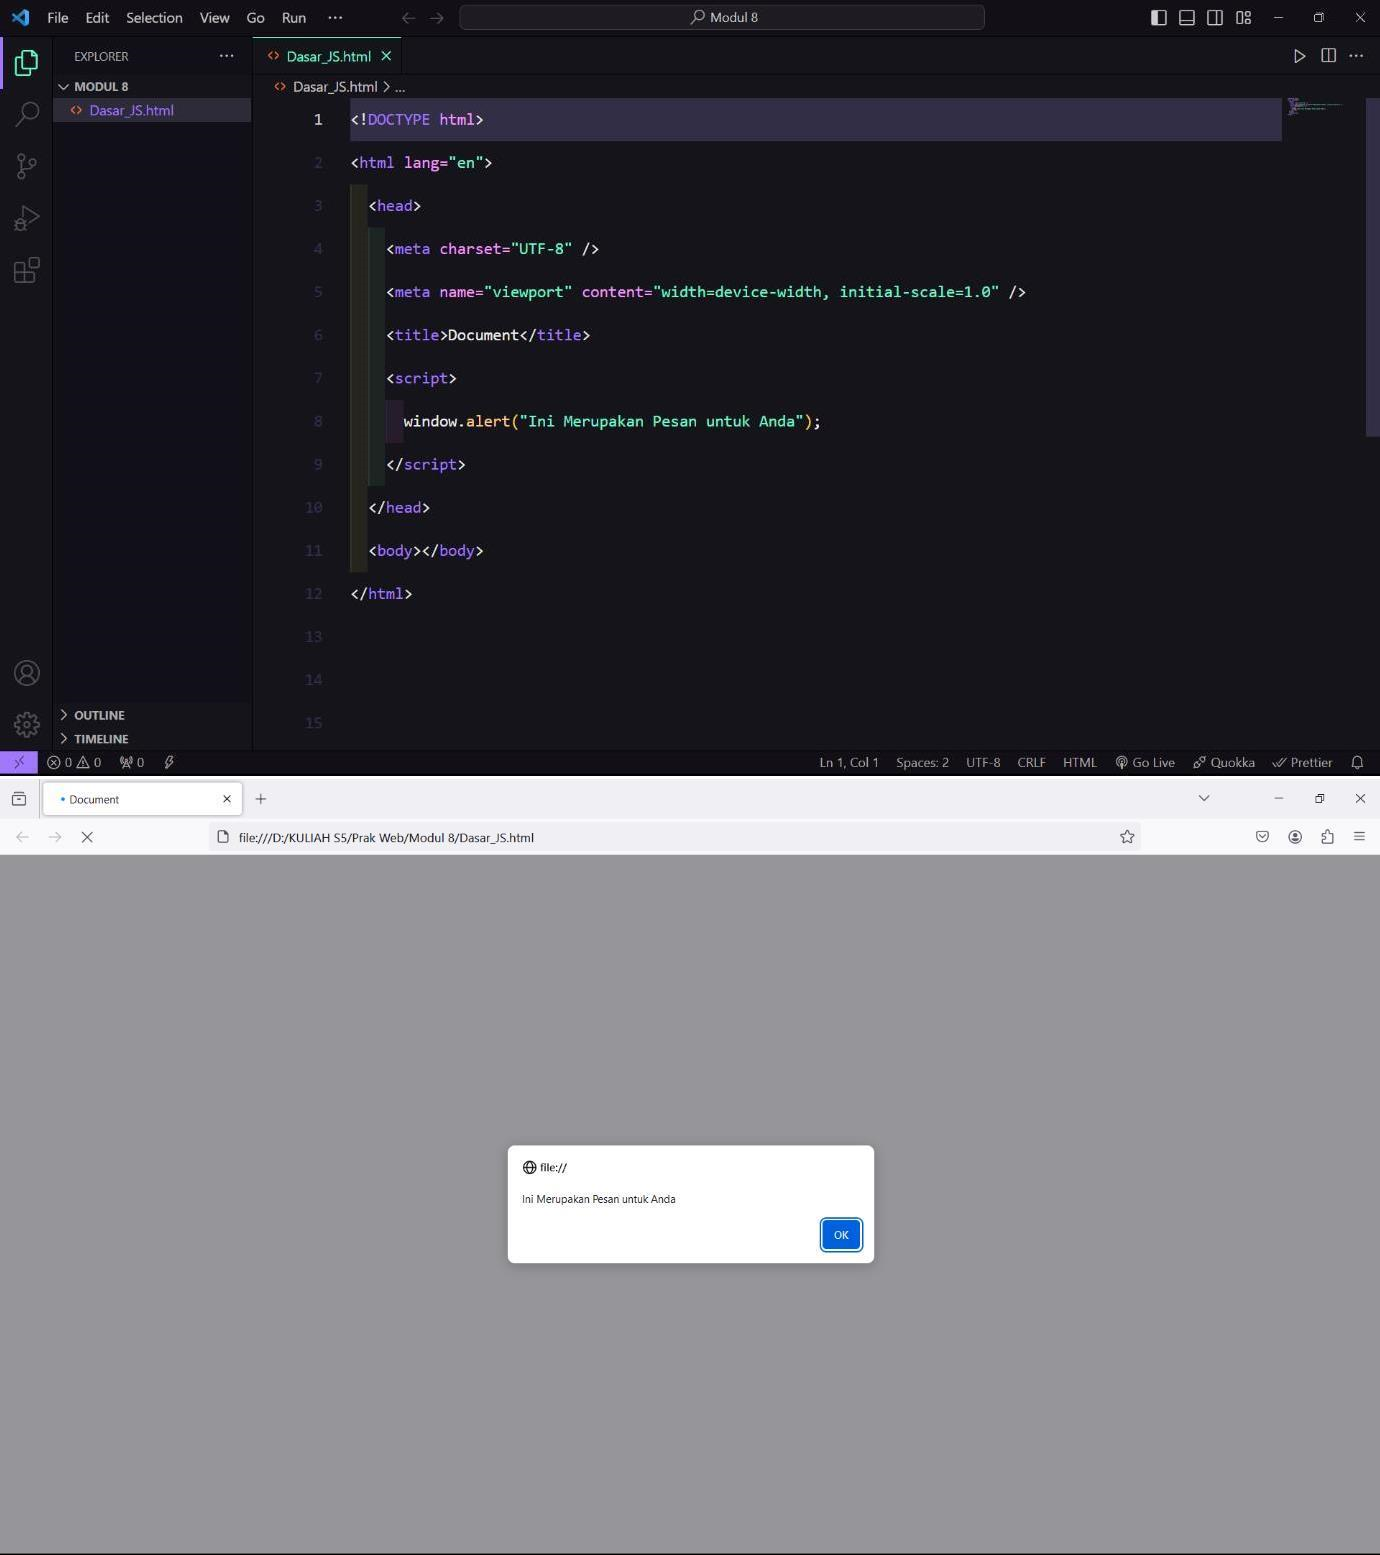 File Edit Selection View Go Run ··· Modul 8
EXPLORER ···
MODUL 8
Dasar_JS.html
OUTLINE
TIMELINE
Dasar_JS.html
Dasar_JS.html > ...
1 <!DOCTYPE html>
2 <html lang="en">
3 <head>
4 <meta charset="UTF-8" />
5 <meta name="viewport" content="width=device-width, initial-scale=1.0" />
6 <title>Document</title>
7 <script>
8 window.alert("Ini Merupakan Pesan untuk Anda");
9 </script>
10 </head>
11 <body></body>
12 </html>
13
14
15
0 0 0 Ln 1, Col 1 Spaces: 2 UTF-8 CRLF HTML Go Live Quokka Prettier
• Document
file:///D:/KULIAH S5/Prak Web/Modul 8/Dasar_JS.html
file://
Ini Merupakan Pesan untuk Anda
OK